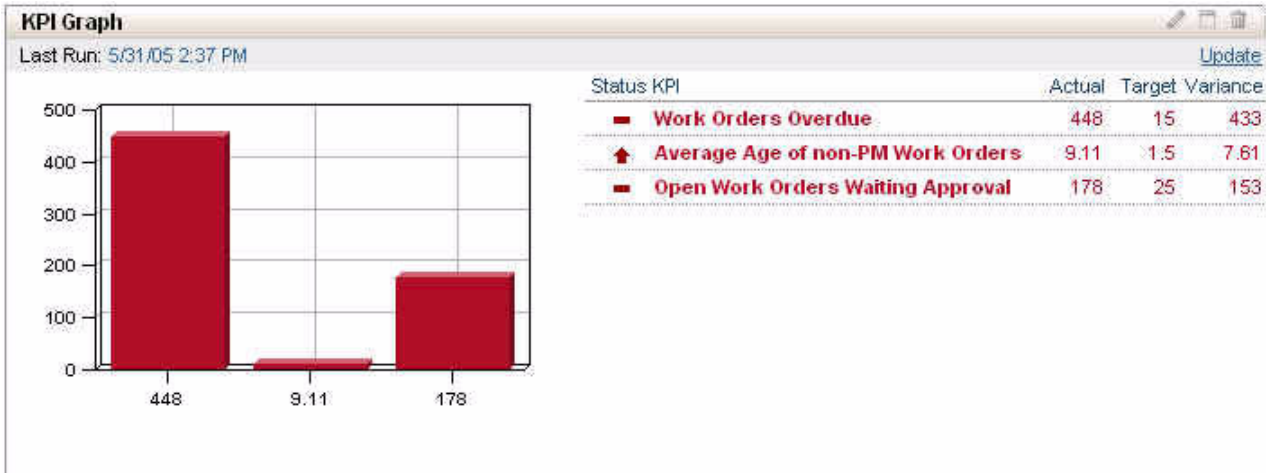 KPI Graph
Last Run: 5/31/05 2:37 PM
Update
500
400
300
200
100
0
448 9.11 178
Status KPI Actual Target Variance
Work Orders Overdue 448 15 433
Average Age of non-PM Work Orders 9.11 1.5 7.61
Open Work Orders Waiting Approval 178 25 153